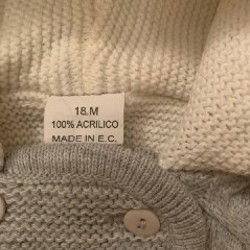 18.M
100% ACRILICO
MADE IN E.C.